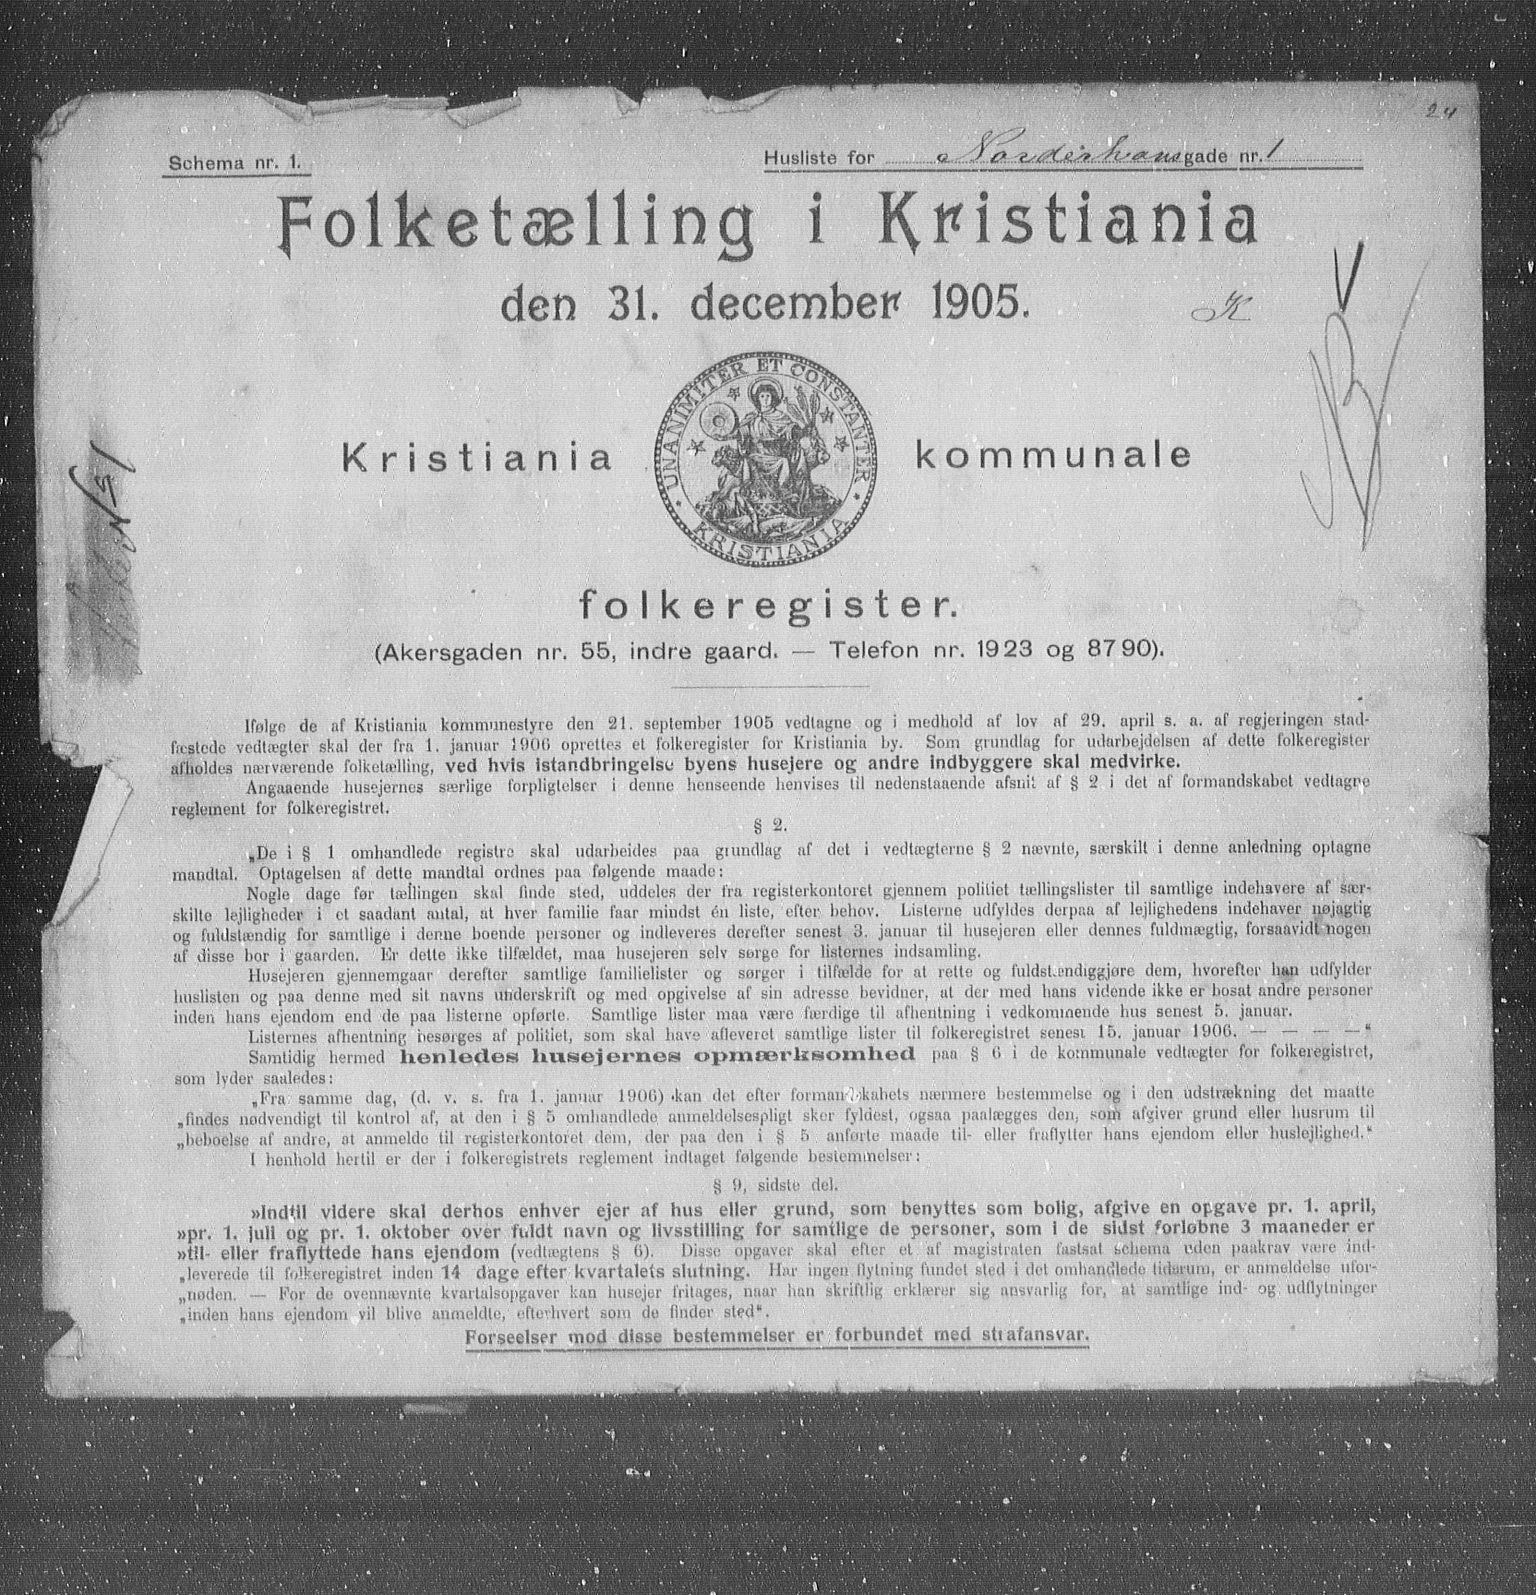 24
Schema nr. 1.
Husliste for Norderhovsgade nr. 1
Folketælling i Kristiania
den 31. december 1905.
K
UNANIMITER ET CONSTANTER
KRISTIANIA
Kristiania kommunale
folkeregister.
(Akersgaden nr. 55, indre gaard. — Telefon nr. 1923 og 8790).
Ifølge de af Kristiania kommunestyre den 21. september 1905 vedtagne og i medhold af lov af 29. april s. a. af regjeringen stad-
fæstede vedtægter skal der fra 1. januar 1906 oprettes et folkeregister for Kristiania by. Som grundlag for udarbejdelsen af dette folkeregister
afholdes nærværende folketælling, ved hvis istandbringelse byens husejere og andre indbyggere skal medvirke.
Angaaende husejernes særlige forpligtelser i denne henseende henvises til nedenstaaende afsnit af § 2 i det af formandskabet vedtagne
reglement for folkeregistret.
§ 2.
„De i § 1 omhandlede registre skal udarbeides paa grundlag af det i vedtægterne § 2 nævnte, særskilt i denne anledning optagne
mandtal. Optagelsen af dette mandtal ordnes paa følgende maade:
Nogle dage før tællingen skal finde sted, uddeles der fra registerkontoret gjennem politiet tællingslister til samtlige indehavere af sær-
skilte lejligheder i et saadant antal, at hver familie faar mindst én liste, efter behov. Listerne udfyldes derpaa af lejlighedens indehaver nøjagtig
og fuldstændig for samtlige i denne boende personer og indleveres derefter senest 3. januar til husejeren eller dennes fuldmægtig, forsaavidt nogen
af disse bor i gaarden. Er dette ikke tilfældet, maa husejeren selv sørge for listernes indsamling.
Husejeren gjennemgaar derefter samtlige familielister og sørger i tilfælde for at rette og fuldstændiggjøre dem, hvorefter han udfylder
huslisten og paa denne med sit navns underskrift og med opgivelse af sin adresse bevidner, at der med hans vidende ikke er bosat andre personer
inden hans ejendom end de paa listerne opførte. Samtlige lister maa være færdige til afhentning i vedkommende hus senest 5. januar.
Listernes afhentning besørges af politiet, som skal have afleveret samtlige lister til folkeregistret senest 15. januar 1906. — — — —“
Samtidig hermed henledes husejernes opmærksomhed paa § 6 i de kommunale vedtægter for folkeregistret,
som lyder saaledes:
„Fra samme dag, (d. v. s. fra 1. januar 1906) kan det efter formandskabets nærmere bestemmelse og i den udstrækning det maatte
„findes nødvendigt til kontrol af, at den i § 5 omhandlede anmeldelsespligt sker fyldest, ogsaa paalægges den, som afgiver grund eller husrum til
„beboelse af andre, at anmelde til registerkontoret dem, der paa den i § 5 anførte maade til- eller fraflytter hans ejendom eller huslejlighed.“
I henhold hertil er der i folkeregistrets reglement indtaget følgende bestemmelser:
§ 9, sidste del.
»Indtil videre skal derhos enhver ejer af hus eller grund, som benyttes som bolig, afgive en opgave pr. 1. april,
»pr. 1. juli og pr. 1. oktober over fuldt navn og livsstilling for samtlige de personer, som i de sidst forløbne 3 maaneder er
»til- eller fraflyttede hans ejendom (vedtægtens § 6). Disse opgaver skal efter et af magistraten fastsat schema uden paakrav være ind-
„leverede til folkeregistret inden 14 dage efter kvartalets slutning. Har ingen flytning fundet sted i det omhandlede tidsrum, er anmeldelse ufor-
„nøden. — For de ovennævnte kvartalsopgaver kan husejer fritages, naar han skriftlig erklærer sig ansvarlig for, at samtlige ind- og udflytninger
„inden hans ejendom vil blive anmeldte, efterhvert som de finder sted“.
Forseelser mod disse bestemmelser er forbundet med strafansvar.